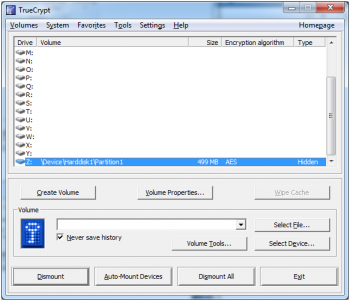 TrueCrypt
Volumes System Favorites Tools Settings Help Homepage
Drive Volume Size Encryption algorithm Type
M:
N:
O:
P:
Q:
R:
S:
T:
U:
V:
W:
X:
Y:
Z: \Device\Harddisk1\Partition1 499 MB AES Hidden
Create Volume Volume Properties... Wipe Cache
Volume
Select File...
Never save history
Volume Tools... Select Device...
Dismount Auto-Mount Devices Dismount All Exit